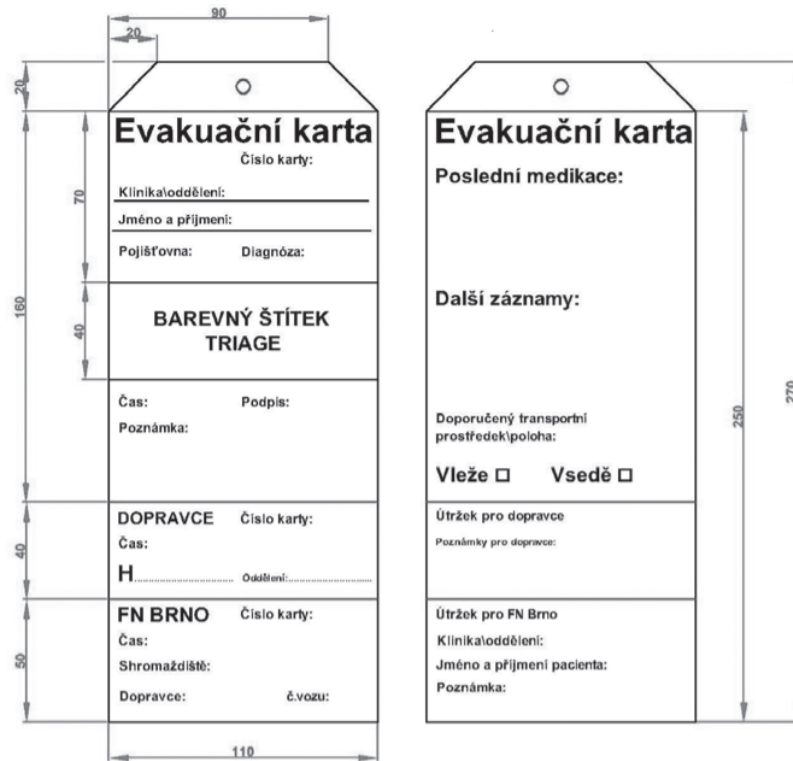 90
20
20
Evakuační karta
Číslo karty:
Klinika\oddělení:
Jméno a příjmení:
Pojišťovna: Diagnóza:
70
BAREVNÝ ŠTÍTEK
TRIAGE
40
160
Čas: Podpis:
Poznámka:
DOPRAVCE Číslo karty:
Čas:
H.............................. Oddělení:..............................
40
FN BRNO Číslo karty:
Čas:
Shromaždiště:
Dopravce: č.vozu:
50
110
Evakuační karta
Poslední medikace:
Další záznamy:
Doporučený transportní
prostředek\poloha:
Vleže □ Vsedě □
Útržek pro dopravce
Poznámky pro dopravce:
Útržek pro FN Brno
Klinika\oddělení:
Jméno a příjmení pacienta:
Poznámka:
250
270